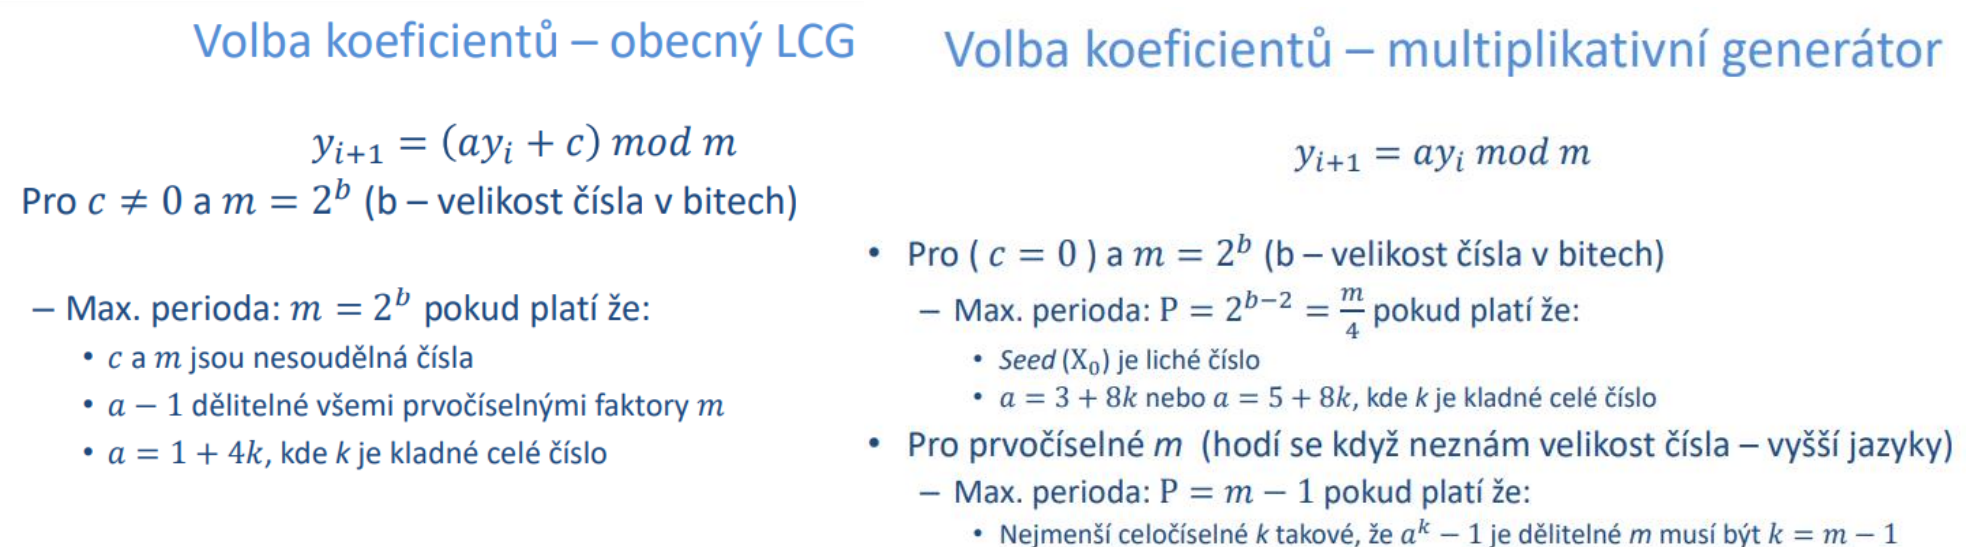 Volba koeficientů – obecný LCG
y_{i+1} = (ay_i + c) mod m
Pro c ≠ 0 a m = 2^b (b – velikost čísla v bitech)
– Max. perioda: m = 2^b pokud platí že:
• c a m jsou nesoudělná čísla
• a − 1 dělitelné všemi prvočíselnými faktory m
• a = 1 + 4k, kde k je kladné celé číslo
Volba koeficientů – multiplikativní generátor
y_{i+1} = ay_i mod m
• Pro ( c = 0 ) a m = 2^b (b – velikost čísla v bitech)
– Max. perioda: P = 2^{b−2} = m/4 pokud platí že:
• Seed (X_0) je liché číslo
• a = 3 + 8k nebo a = 5 + 8k, kde k je kladné celé číslo
• Pro prvočíselné m (hodí se když neznám velikost čísla – vyšší jazyky)
– Max. perioda: P = m − 1 pokud platí že:
• Nejmenší celočíselné k takové, že a^k − 1 je dělitelné m musí být k = m − 1